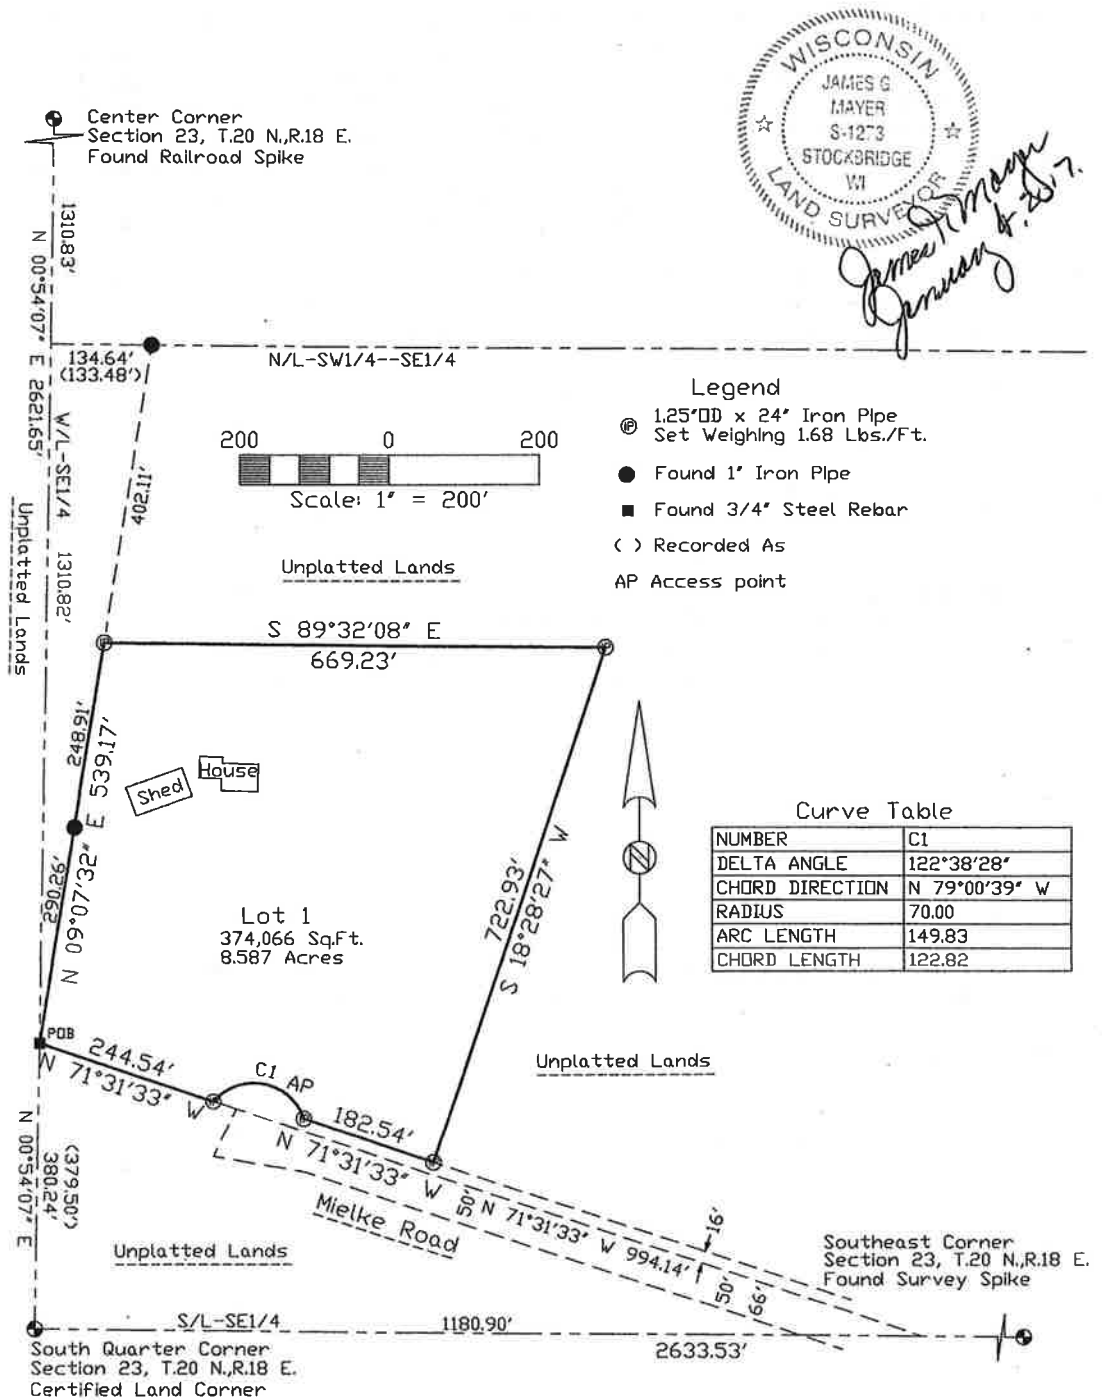 WISCONSIN
JAMES G
MAYER
S-1273
STOCKBRIDGE
WI
LAND SURVEYOR
James G Mayer
January 4, 2017.
Center Corner
Section 23, T.20 N.,R.18 E.
Found Railroad Spike
1310.83'
N 00°54'07" E 2621.65'
134.64'
(133.48')
N/L-SW1/4--SE1/4
W/L-SE1/4 1310.82'
402.11'
Unplatted Lands
200 0 200
Scale: 1" = 200'
Legend
IP 1.25"OD x 24" Iron Pipe
Set Weighing 1.68 Lbs./Ft.
Found 1" Iron Pipe
Found 3/4" Steel Rebar
( ) Recorded As
AP Access point
Unplatted Lands
S 89°32'08" E
669.23'
248.91'
290.26'
N 09°07'32" E 539.17'
Shed
House
722.93'
S 18°28'27" W
N
Lot 1
374,066 Sq.Ft.
8.587 Acres
Curve Table
NUMBER C1
DELTA ANGLE 122°38'28"
CHORD DIRECTION N 79°00'39" W
RADIUS 70.00
ARC LENGTH 149.83
CHORD LENGTH 122.82
POB
244.54'
N 71°31'33" W
C1 AP
182.54'
N 71°31'33" W
Unplatted Lands
(379.50')
380.24'
N 00°54'07" E
50'
N 71°31'33" W 994.14'
16'
50'
66'
Mielke Road
Unplatted Lands
Southeast Corner
Section 23, T.20 N.,R.18 E.
Found Survey Spike
S/L-SE1/4
1180.90'
2633.53'
South Quarter Corner
Section 23, T.20 N.,R.18 E.
Certified Land Corner